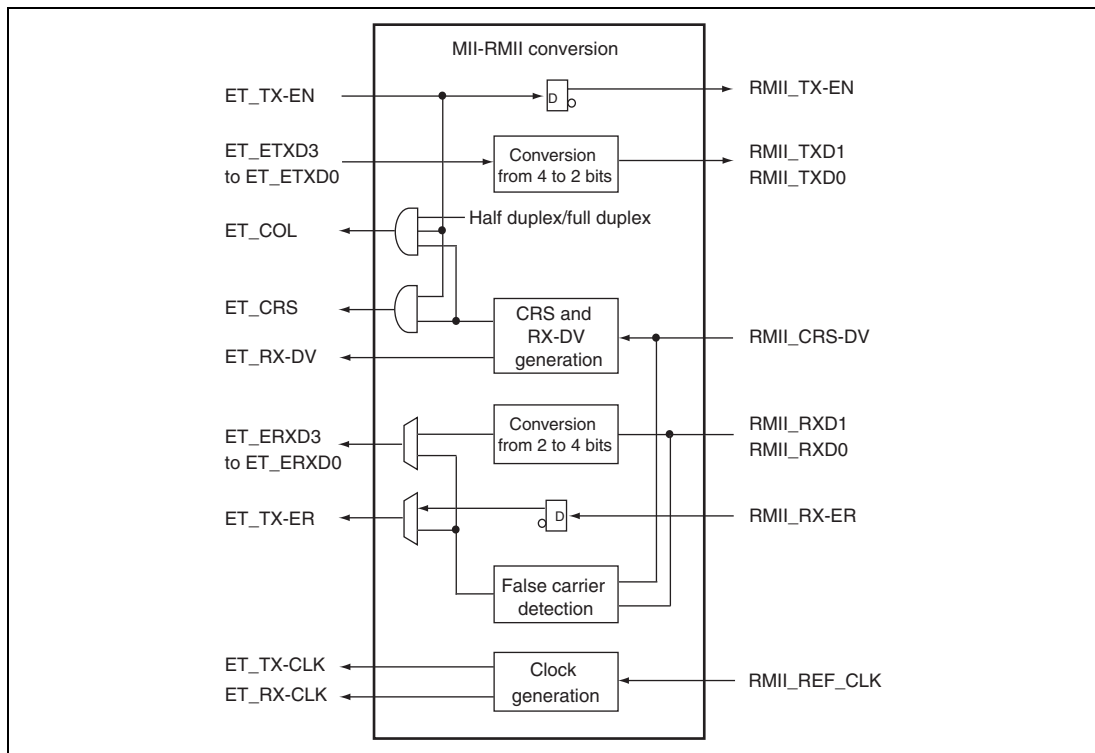 MII-RMII conversion
ET_TX-EN
D
RMII_TX-EN
ET_ETXD3
to ET_ETXD0
Conversion
from 4 to 2 bits
RMII_TXD1
RMII_TXD0
Half duplex/full duplex
ET_COL
ET_CRS
CRS and
RX-DV
generation
RMII_CRS-DV
ET_RX-DV
ET_ERXD3
to ET_ERXD0
Conversion
from 2 to 4 bits
RMII_RXD1
RMII_RXD0
ET_TX-ER
D
RMII_RX-ER
False carrier
detection
ET_TX-CLK
ET_RX-CLK
Clock
generation
RMII_REF_CLK